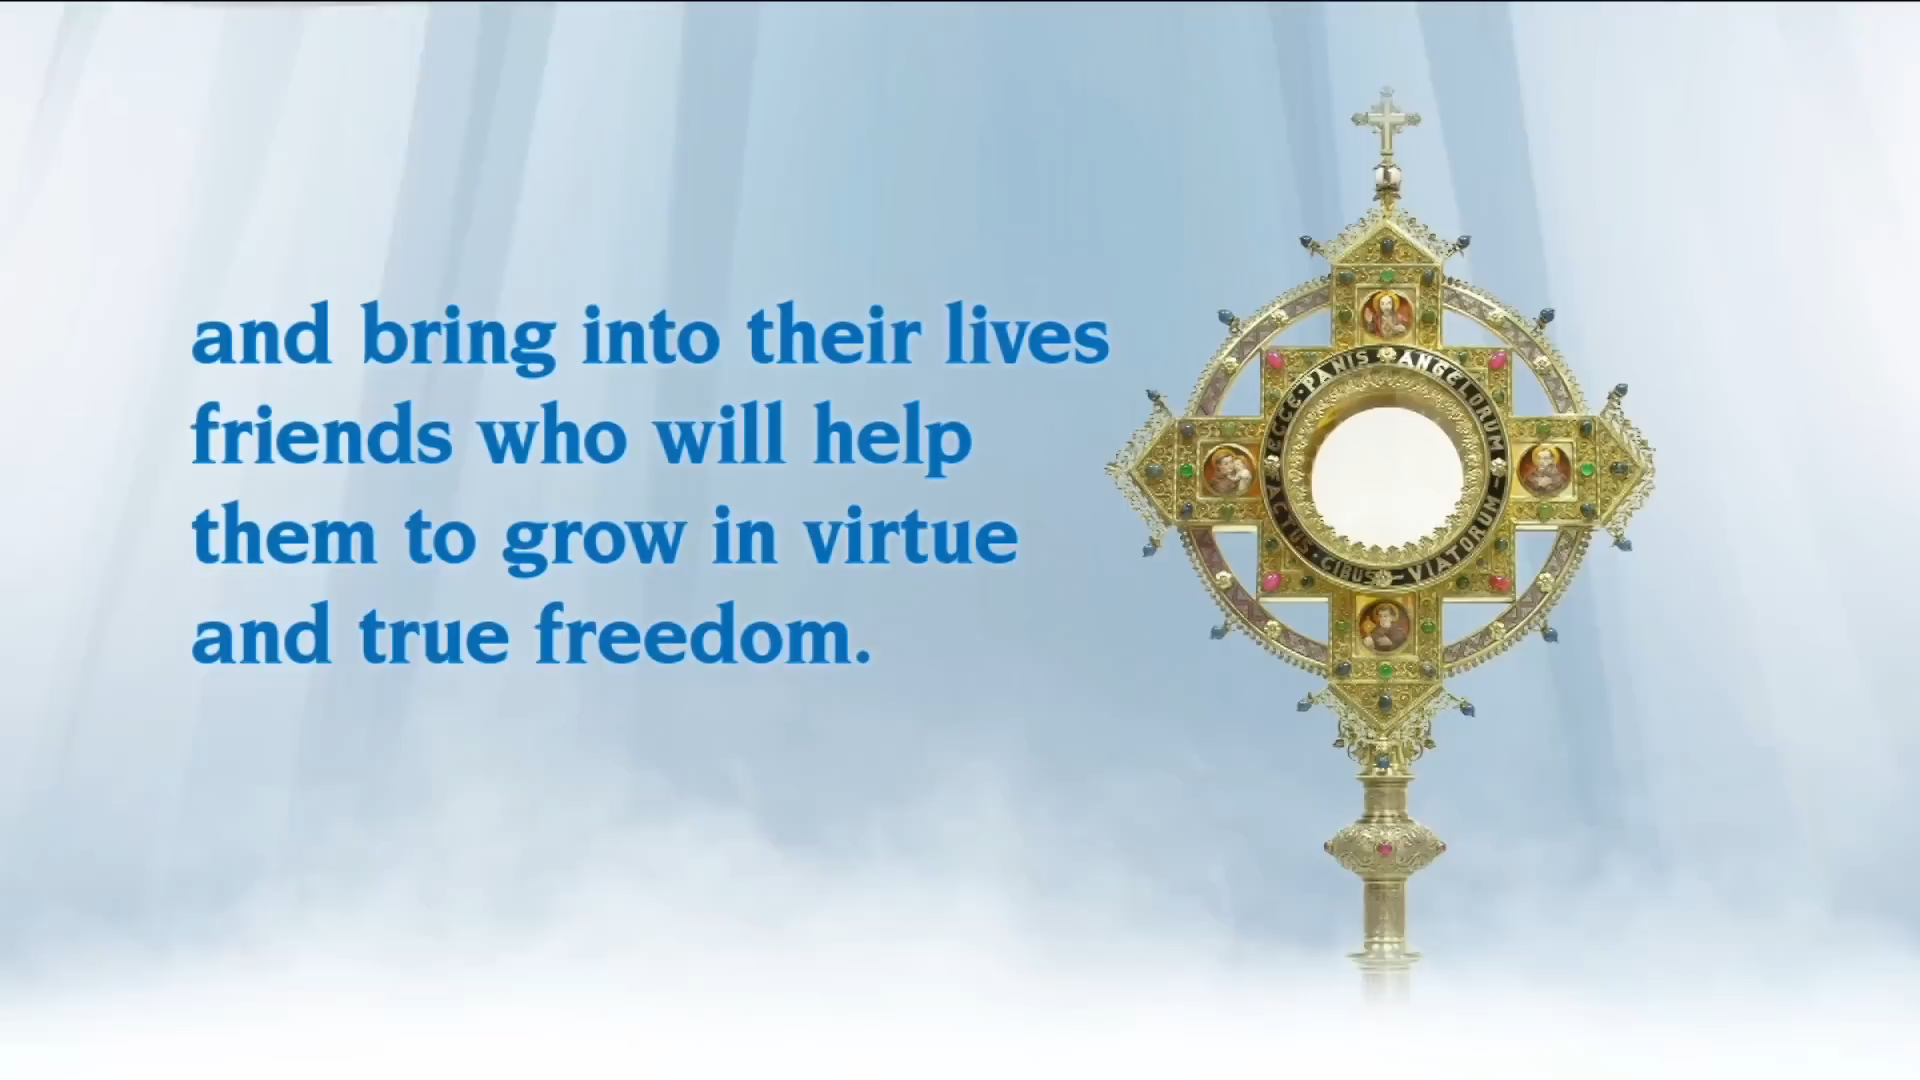 and bring into their lives
friends who will help
them to grow in virtue
and true freedom.
ECCE · PANIS ANGELORUM
FACTUS · CIBUS – VIATORUM –